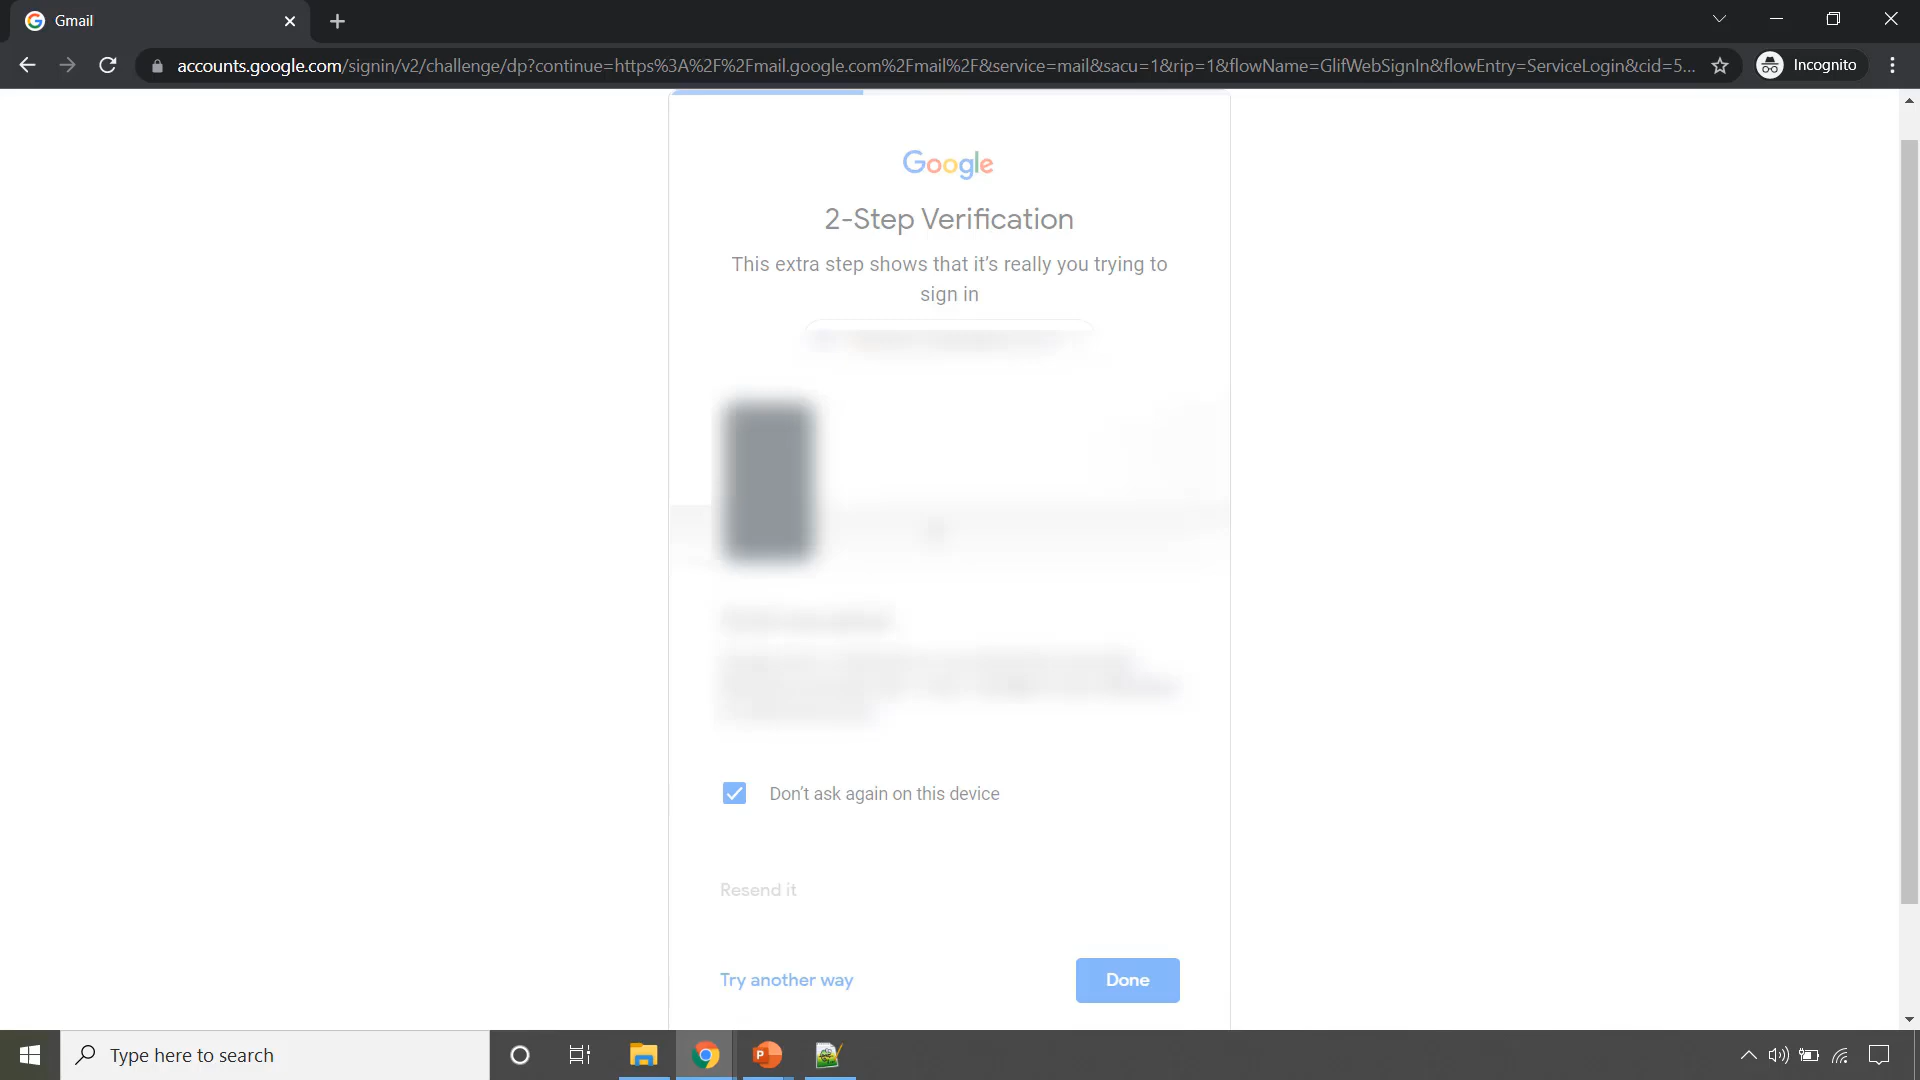 Gmail
accounts.google.com/signin/v2/challenge/dp?continue=https%3A%2F%2Fmail.google.com%2Fmail%2F&service=mail&sacu=1&rip=1&flowName=GlifWebSignIn&flowEntry=ServiceLogin&cid=5...
Incognito
Google
2-Step Verification
This extra step shows that it's really you trying to
sign in
Don't ask again on this device
Resend it
Try another way
Done
Type here to search